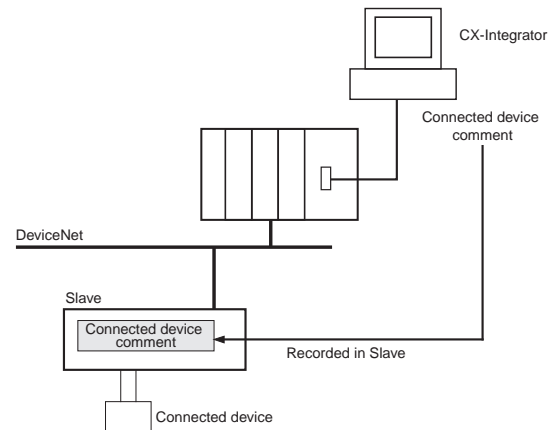 CX-Integrator
Connected device
comment
DeviceNet
Slave
Connected device
comment
Recorded in Slave
Connected device